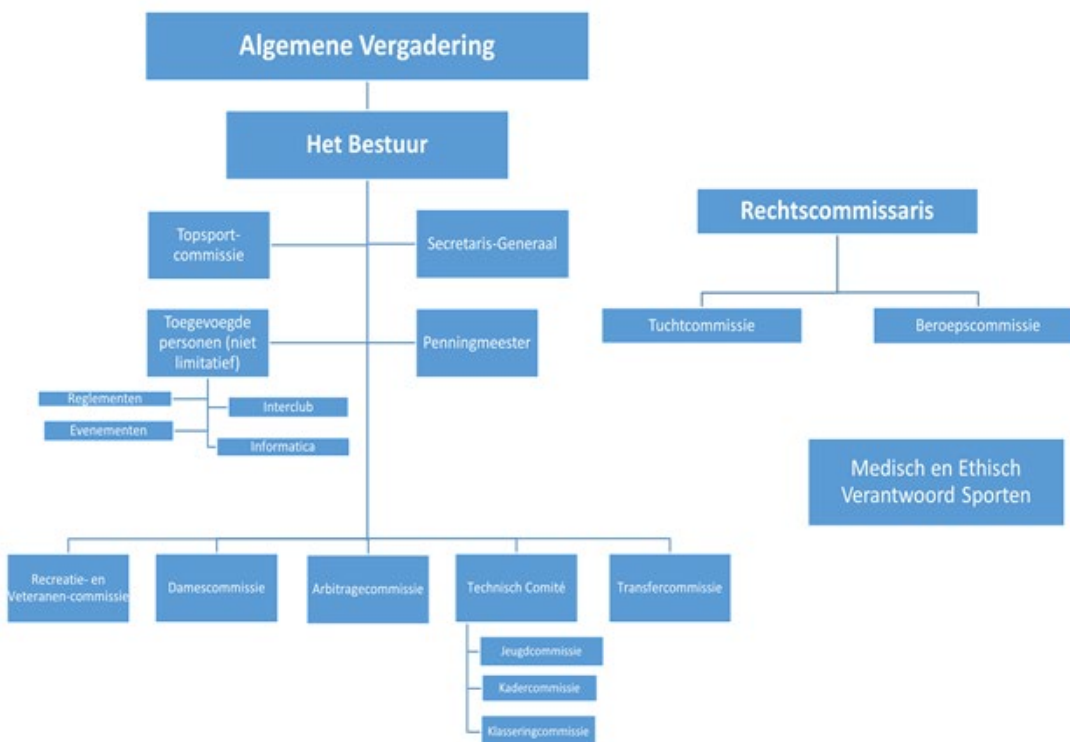 Algemene Vergadering
Het Bestuur
Rechtscommissaris
Topsport-
commissie
Secretaris-Generaal
Tuchtcommissie
Beroepscommissie
Toegevoegde
personen (niet
limitatief)
Penningmeester
Reglementen
Interclub
Evenementen
Informatica
Medisch en Ethisch
Verantwoord Sporten
Recreatie- en
Veteranen-commissie
Damescommissie
Arbitragecommissie
Technisch Comité
Transfercommissie
Jeugdcommissie
Kadercommissie
Klasseringcommissie